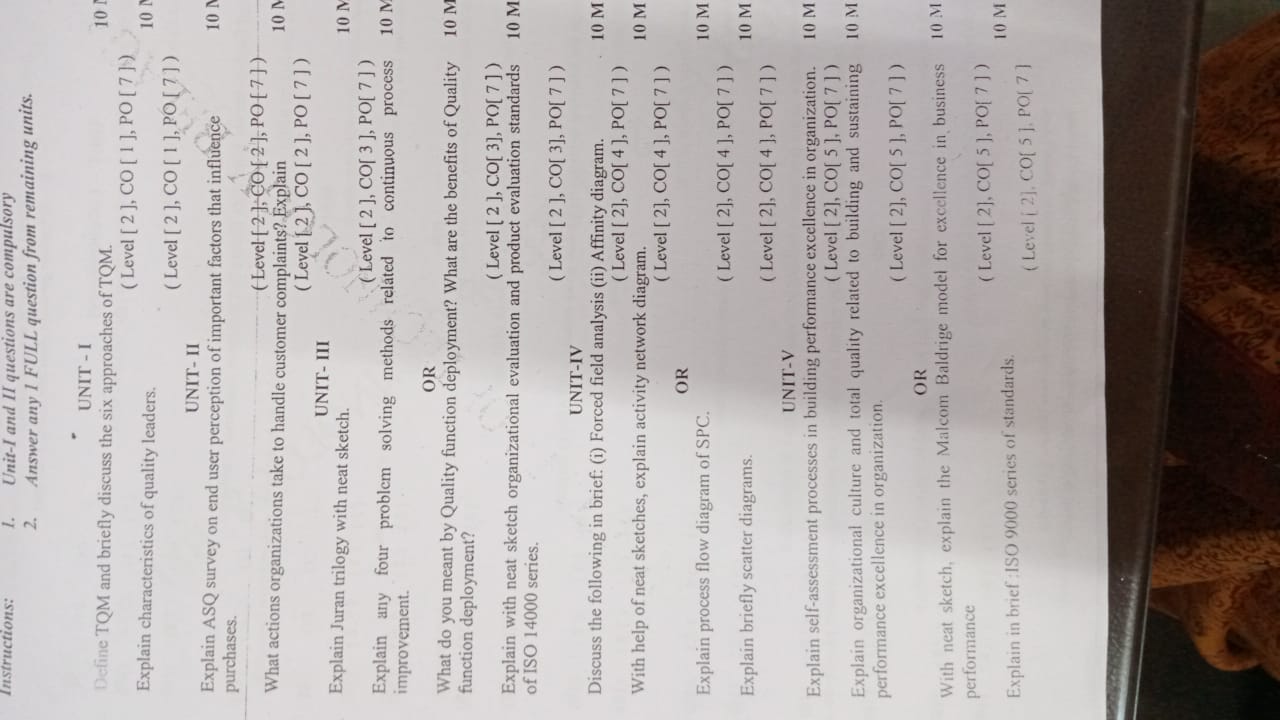 Instructions: 1. Unit-I and II questions are compulsory
2. Answer any 1 FULL question from remaining units.
UNIT - I
Define TQM and briefly discuss the six approaches of TQM. 10
( Level [ 2 ], CO [ 1 ], PO [ 7 ] )
Explain characteristics of quality leaders. 10
( Level [ 2 ], CO [ 1 ], PO [ 7 ] )
UNIT- II
Explain ASQ survey on end user perception of important factors that influence 10
purchases.
( Level [ 2 ], CO [ 2 ], PO [ 7 ] )
What actions organizations take to handle customer complaints? Explain 10 M
( Level [ 2 ], CO [ 2 ], PO [ 7 ] )
UNIT- III
Explain Juran trilogy with neat sketch. 10 M
( Level [ 2 ], CO[ 3 ], PO[ 7 ] )
Explain any four problem solving methods related to continuous process 10 M
improvement.
OR
What do you meant by Quality function deployment? What are the benefits of Quality 10 M
function deployment?
( Level [ 2 ], CO[ 3], PO[ 7 ] )
Explain with neat sketch organizational evaluation and product evaluation standards 10 M
of ISO 14000 series.
( Level [ 2 ], CO[ 3], PO[ 7 ] )
UNIT-IV
Discuss the following in brief: (i) Forced field analysis (ii) Affinity diagram. 10 M
( Level [ 2], CO[ 4 ], PO[ 7 ] )
With help of neat sketches, explain activity network diagram. 10 M
( Level [ 2], CO[ 4 ], PO[ 7 ] )
OR
Explain process flow diagram of SPC. 10 M
( Level [ 2], CO[ 4 ], PO[ 7 ] )
Explain briefly scatter diagrams. 10 M
( Level [ 2], CO[ 4 ], PO[ 7 ] )
UNIT-V
Explain self-assessment processes in building performance excellence in organization. 10 M
( Level [ 2], CO[ 5 ], PO[ 7 ] )
Explain organizational culture and total quality related to building and sustaining 10 M
performance excellence in organization.
( Level [ 2], CO[ 5 ], PO[ 7 ] )
OR
With neat sketch, explain the Malcom Baldrige model for excellence in business 10 M
performance
( Level [ 2], CO[ 5 ], PO[ 7 ] )
Explain in brief :ISO 9000 series of standards. 10 M
( Level [ 2], CO[ 5 ], PO[ 7 ]